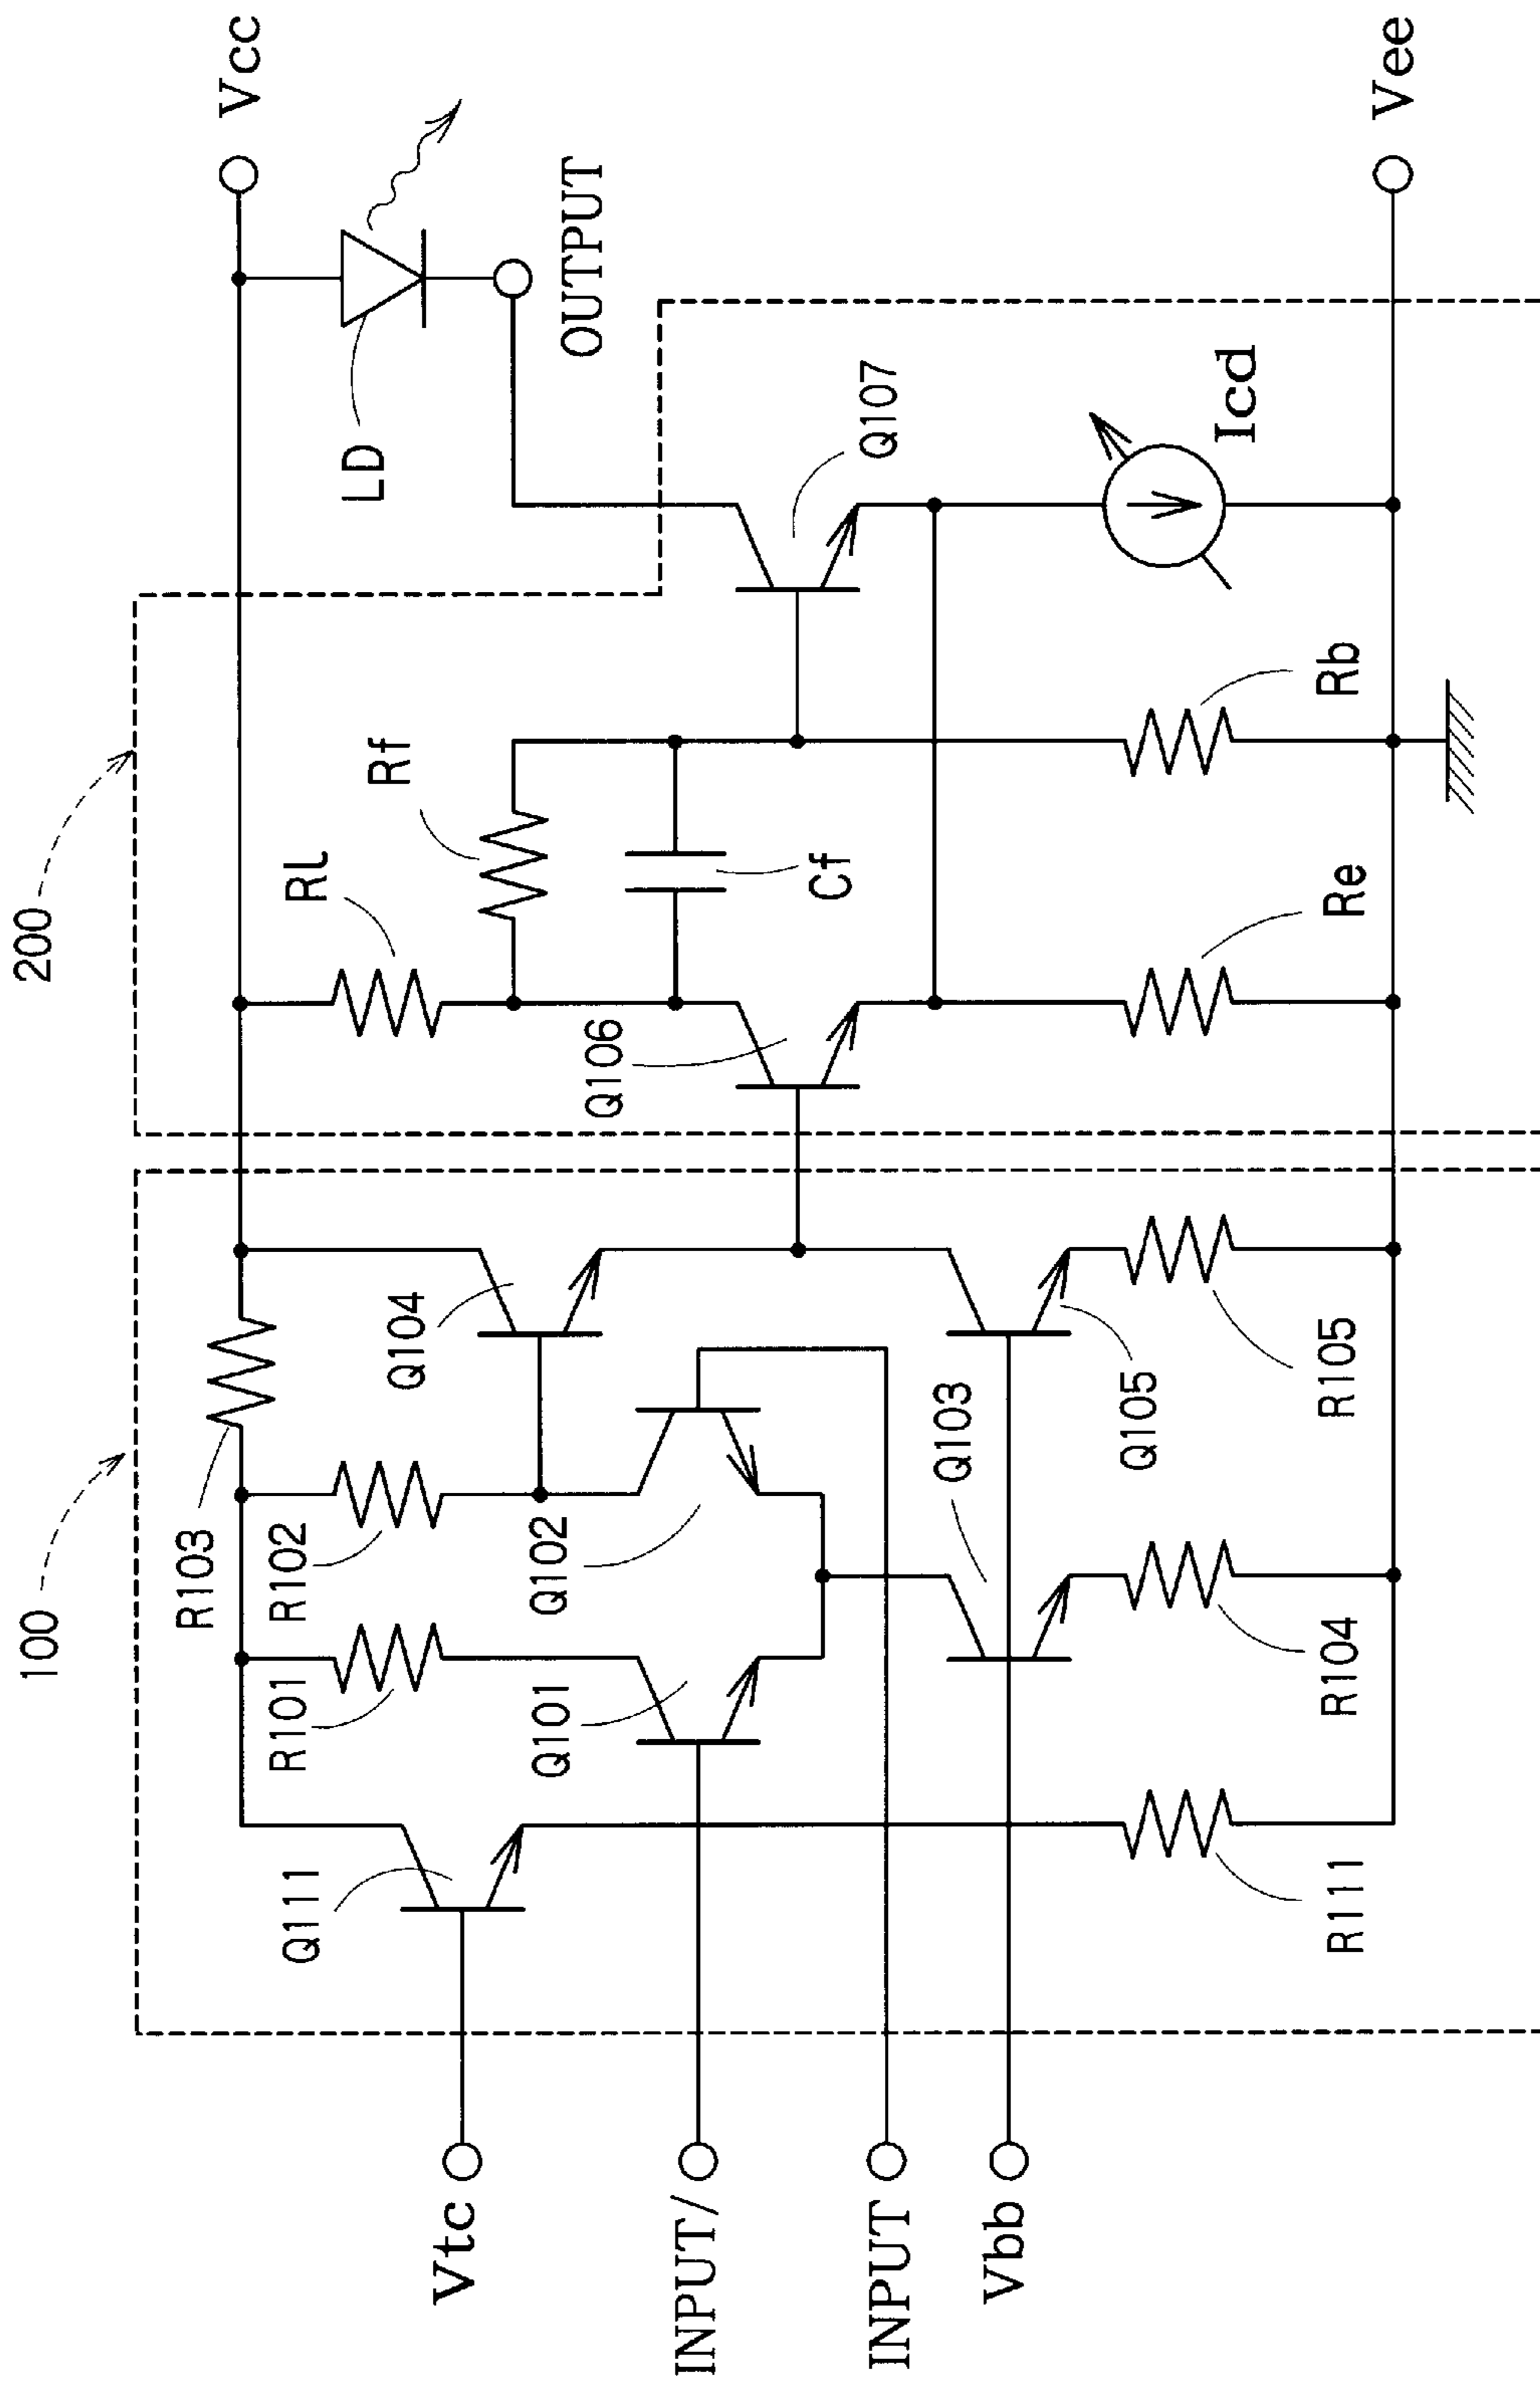 100
200
Vcc
R103
R102
R101
RL
Rf
LD
Q111
Q101
Q102
Q104
Q106
Cf
OUTPUT
Vtc
Q107
INPUT/
INPUT
Q103
Q105
Vbb
Icd
R111
R104
R105
Re
Rb
Vee